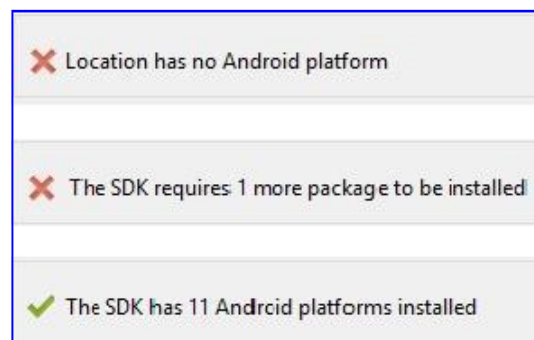 Location has no Android platform
The SDK requires 1 more package to be installed
The SDK has 11 Android platforms installed